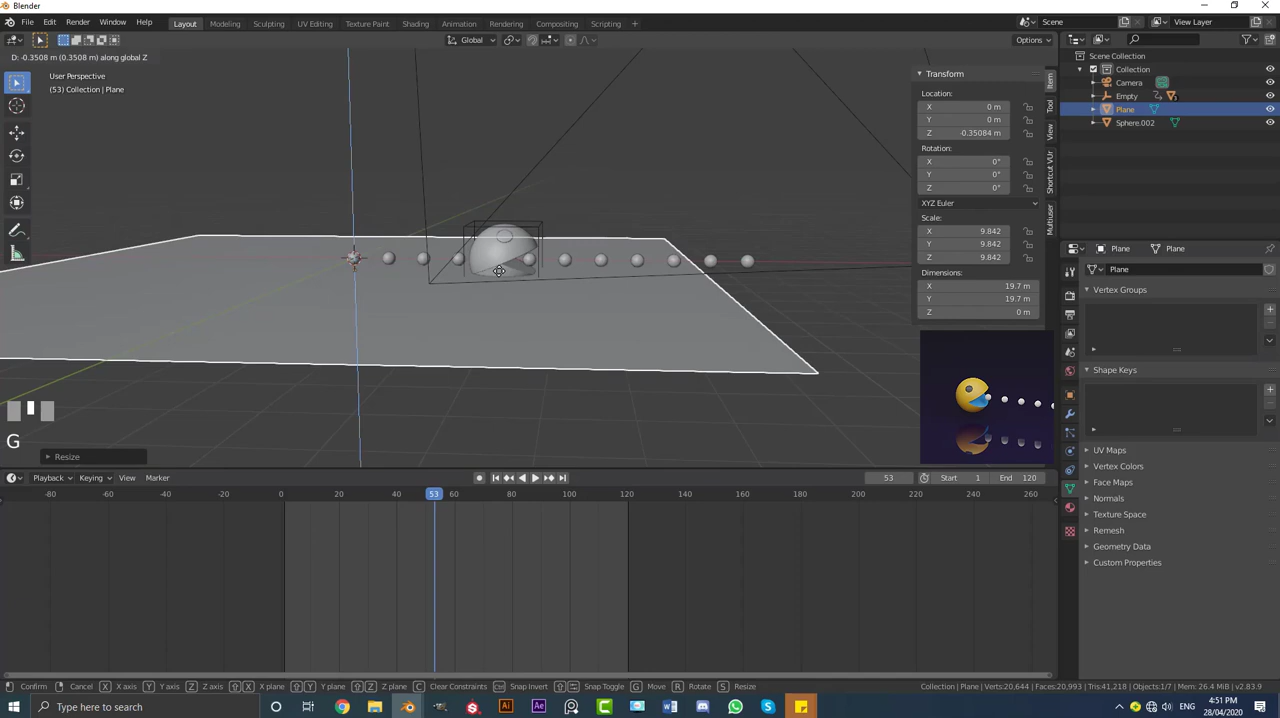 Blender
File Edit Render Window Help
Layout Modeling Sculpting UV Editing Texture Paint Shading Animation Rendering Compositing Scripting +
Scene
View Layer
Global
Options
D: -0.3508 m (0.3508 m) along global Z
User Perspective
(53) Collection | Plane
Transform
Location:
X 0 m
Y 0 m
Z -0.35084 m
Rotation:
X 0°
Y 0°
Z 0°
XYZ Euler
Scale:
X 9.842
Y 9.842
Z 9.842
Dimensions:
X 19.7 m
Y 19.7 m
Z 0 m
Item
Tool
View
Shortcut VUr
Multiuser
Scene Collection
Collection
Camera
Empty
Plane
Sphere.002
Plane Plane
Plane
Vertex Groups
Shape Keys
UV Maps
Vertex Colors
Face Maps
Normals
Texture Space
Remesh
Geometry Data
Custom Properties
G
Resize
Playback Keying View Marker
53 Start 1 End 120
-80 -60 -40 -20 0 20 40 53 60 80 100 120 140 160 180 200 220 240 260
Confirm Cancel X X axis Y Y axis Z Z axis X X plane Y Y plane Z Z plane C Clear Constraints Snap Invert Snap Toggle G Move R Rotate S Resize
Collection | Plane | Verts:20,644 | Faces:20,993 | Tris:41,218 | Objects:1/7 | Mem: 26.4 MiB | v2.83.9
Type here to search
ENG
4:51 PM
28/04/2020